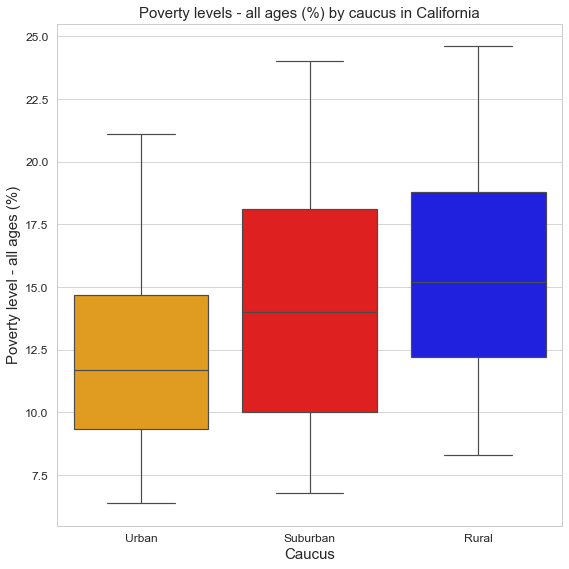 Poverty levels - all ages (%) by caucus in California
Poverty level - all ages (%)
25.0
22.5
20.0
17.5
15.0
12.5
10.0
7.5
Urban
Suburban
Rural
Caucus